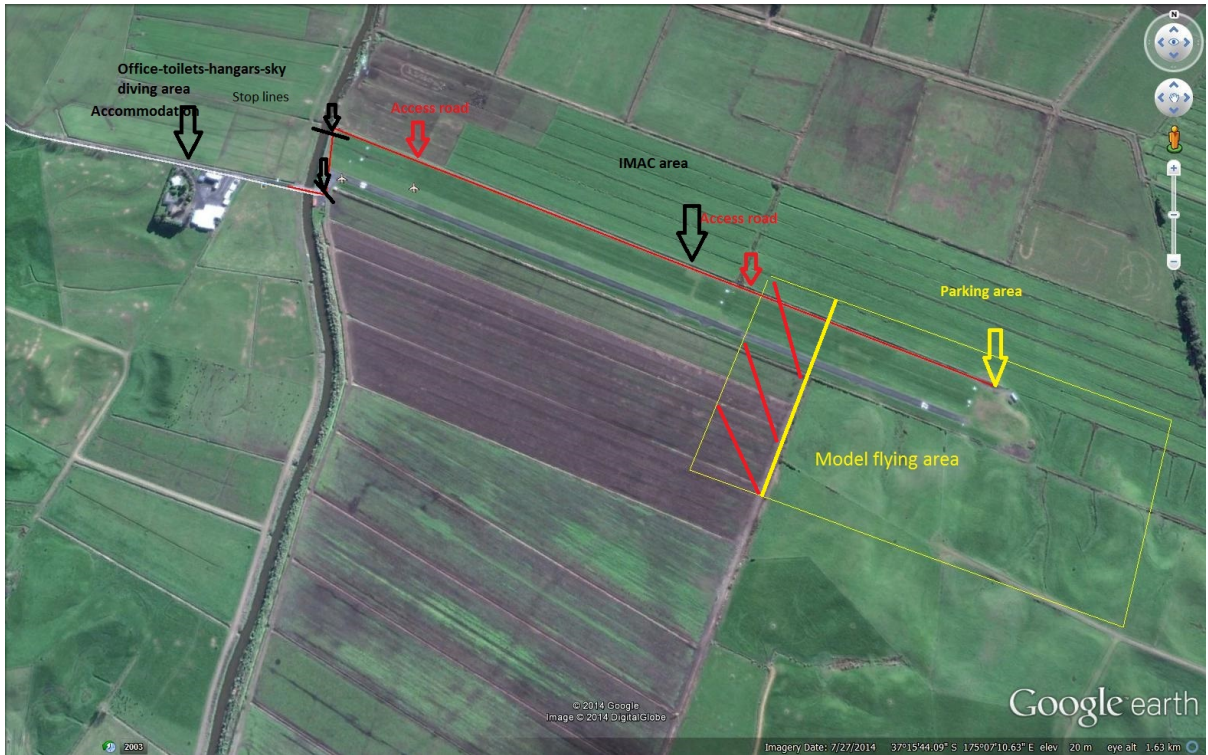 N
Office-toilets-hangars-sky
diving area
Accommodation
Stop lines
Access road
IMAC area
Access road
Parking area
Model flying area
© 2014 Google
Image © 2014 DigitalGlobe
Google earth
2003
Imagery Date: 7/27/2014 37°15'44.09" S 175°07'10.63" E elev 20 m eye alt 1.63 km